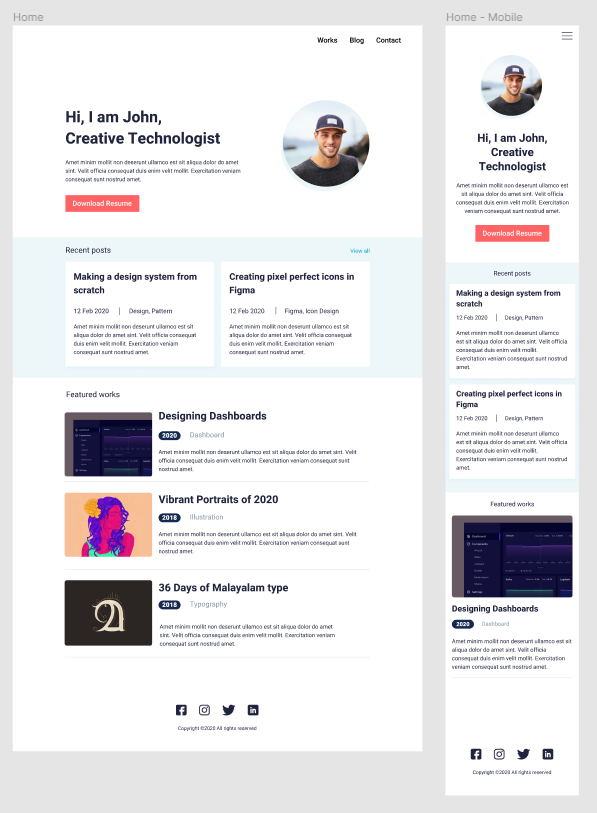 Home
Works Blog Contact
Hi, I am John,
Creative Technologist
Amet minim mollit non deserunt ullamco est sit aliqua dolor do amet
sint. Velit officia consequat duis enim velit mollit. Exercitation veniam
consequat sunt nostrud amet.
Download Resume
Recent posts
View all
Making a design system from
scratch
12 Feb 2020 | Design, Pattern
Amet minim mollit non deserunt ullamco est sit
aliqua dolor do amet sint. Velit officia consequat
duis enim velit mollit. Exercitation veniam
consequat sunt nostrud amet.
Creating pixel perfect icons in
Figma
12 Feb 2020 | Figma, Icon Design
Amet minim mollit non deserunt ullamco est sit
aliqua dolor do amet sint. Velit officia consequat
duis enim velit mollit. Exercitation veniam
consequat sunt nostrud amet.
Featured works
Designing Dashboards
2020 Dashboard
Amet minim mollit non deserunt ullamco est sit aliqua dolor do amet sint. Velit
officia consequat duis enim velit mollit. Exercitation veniam consequat sunt
nostrud amet.
Vibrant Portraits of 2020
2018 Illustration
Amet minim mollit non deserunt ullamco est sit aliqua dolor do amet sint. Velit
officia consequat duis enim velit mollit. Exercitation veniam consequat sunt
nostrud amet.
36 Days of Malayalam type
2018 Typography
Amet minim mollit non deserunt ullamco est sit aliqua dolor do amet
sint. Velit officia consequat duis enim velit mollit. Exercitation veniam
consequat sunt nostrud amet.
Copyright ©2020 All rights reserved
Home - Mobile
Hi, I am John,
Creative
Technologist
Amet minim mollit non deserunt ullamco est
sit aliqua dolor do amet sint. Velit officia
consequat duis enim velit mollit. Exercitation
veniam consequat sunt nostrud amet.
Download Resume
Recent posts
Making a design system from
scratch
12 Feb 2020 | Design, Pattern
Amet minim mollit non deserunt ullamco
est sit aliqua dolor do amet sint. Velit officia
consequat duis enim velit mollit.
Exercitation veniam consequat sunt nostrud
amet.
Creating pixel perfect icons in
Figma
12 Feb 2020 | Design, Pattern
Amet minim mollit non deserunt ullamco
est sit aliqua dolor do amet sint. Velit officia
consequat duis enim velit mollit.
Exercitation veniam consequat sunt nostrud
amet.
Featured works
Dashboard
Settings
Designing Dashboards
2020 Dashboard
Amet minim mollit non deserunt ullamco est sit
aliqua dolor do amet sint. Velit officia
consequat duis enim velit mollit. Exercitation
veniam consequat sunt nostrud amet.
Copyright ©2020 All rights reserved